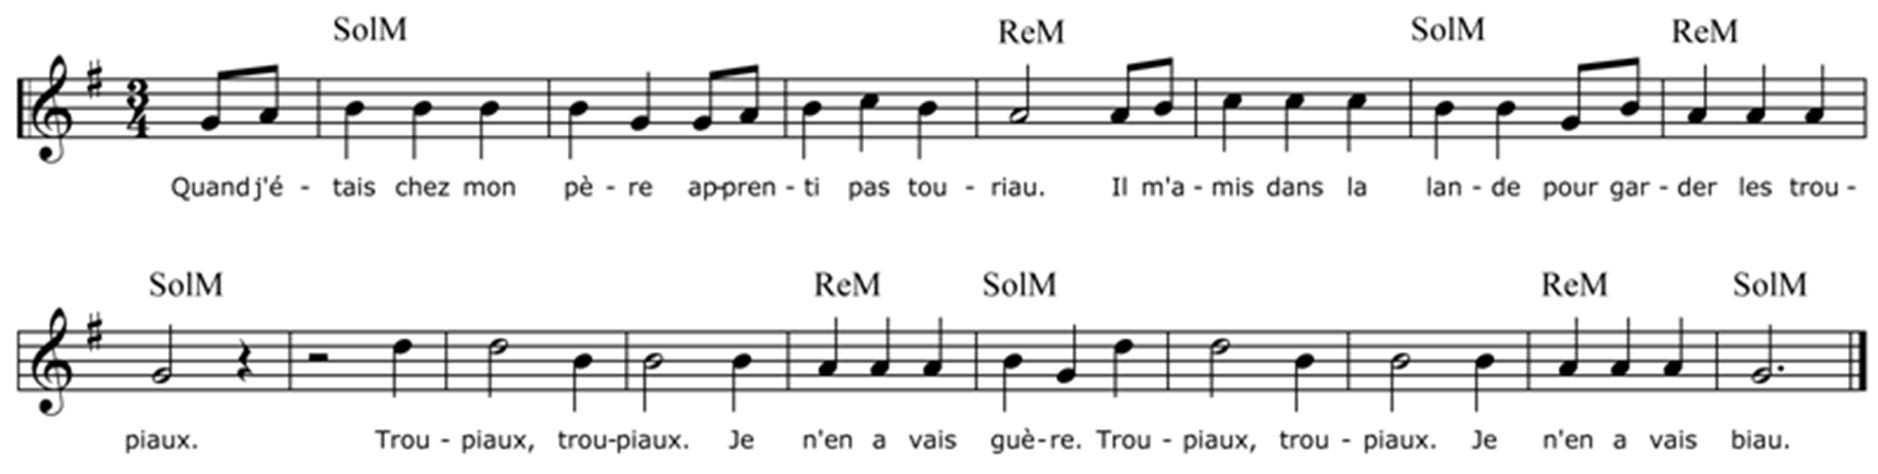 SolM ReM SolM ReM
3
4
Quand j'é - tais chez mon pè - re ap-pren - ti pas tou - riau. Il m'a - mis dans la lan - de pour gar - der les trou -
SolM ReM SolM ReM SolM
piaux. Trou - piaux, trou-piaux. Je n'en a vais guè-re. Trou - piaux, trou - piaux. Je n'en a vais biau.